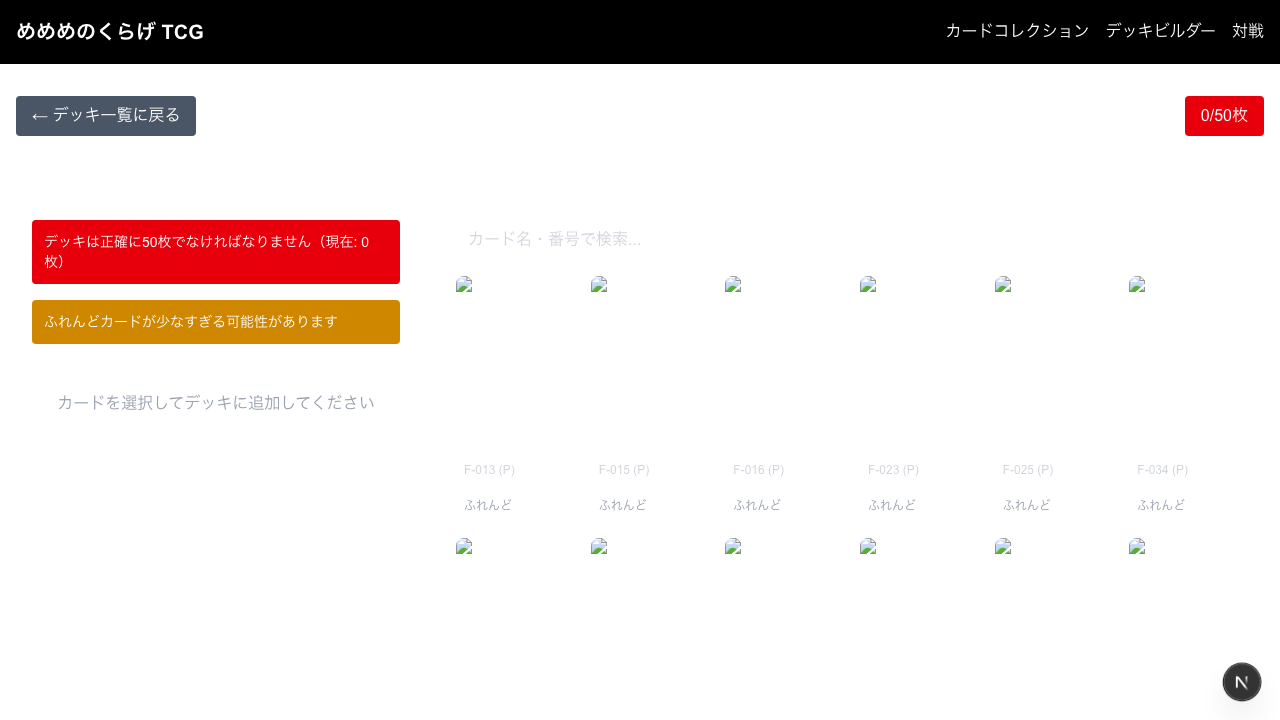 めめめのくらげ TCG
カードコレクション デッキビルダー 対戦
← デッキ一覧に戻る
0/50枚
デッキは正確に50枚でなければなりません（現在: 0
枚）
ふれんどカードが少なすぎる可能性があります
カードを選択してデッキに追加してください
カード名・番号で検索...
F-013 (P) F-015 (P) F-016 (P) F-023 (P) F-025 (P) F-034 (P)
ふれんど ふれんど ふれんど ふれんど ふれんど ふれんど
N